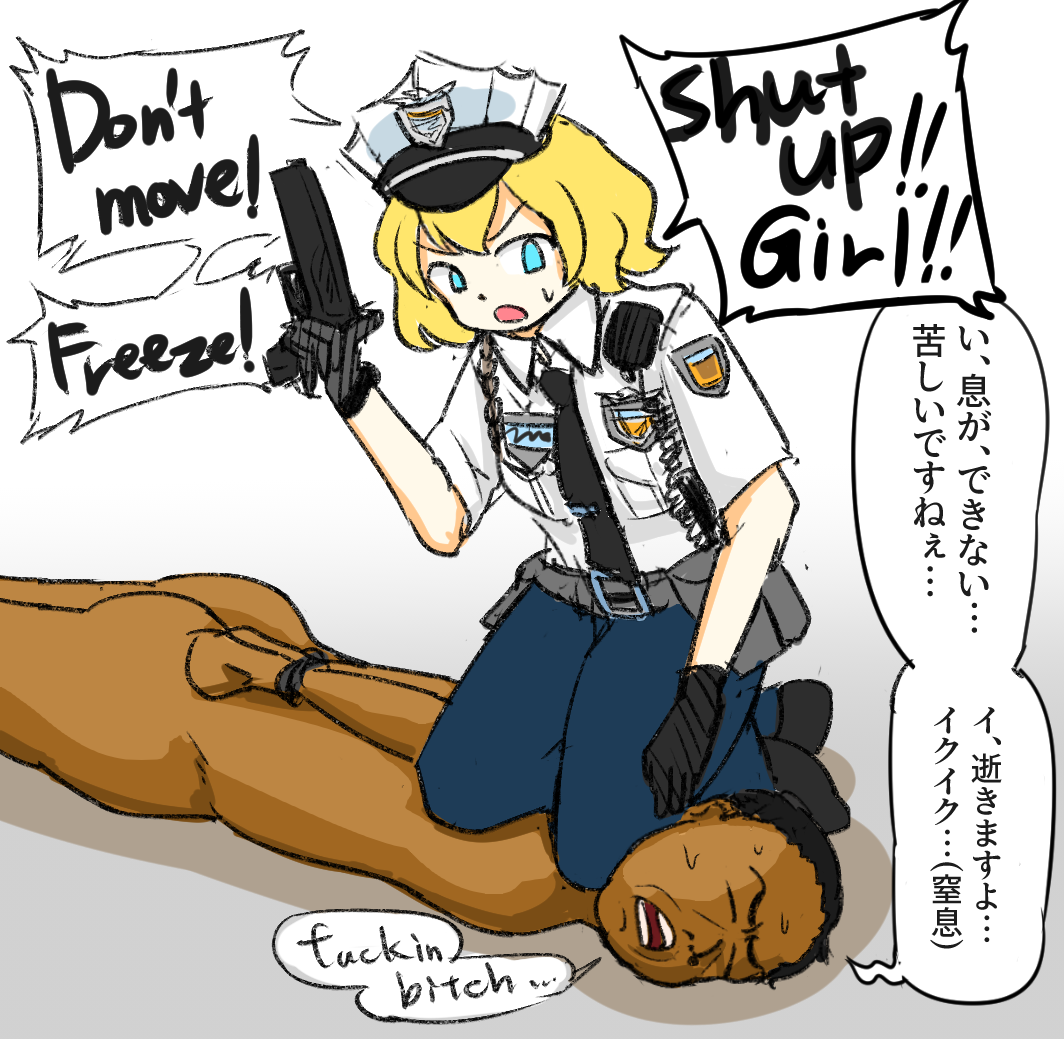 Don't
move!
Freeze!
Shut
up!!
Girl!!
い、息が、できない…
苦しいですねぇ…
イ、逝きますよ…
イクイク…(窒息)
fuckin
bitch...